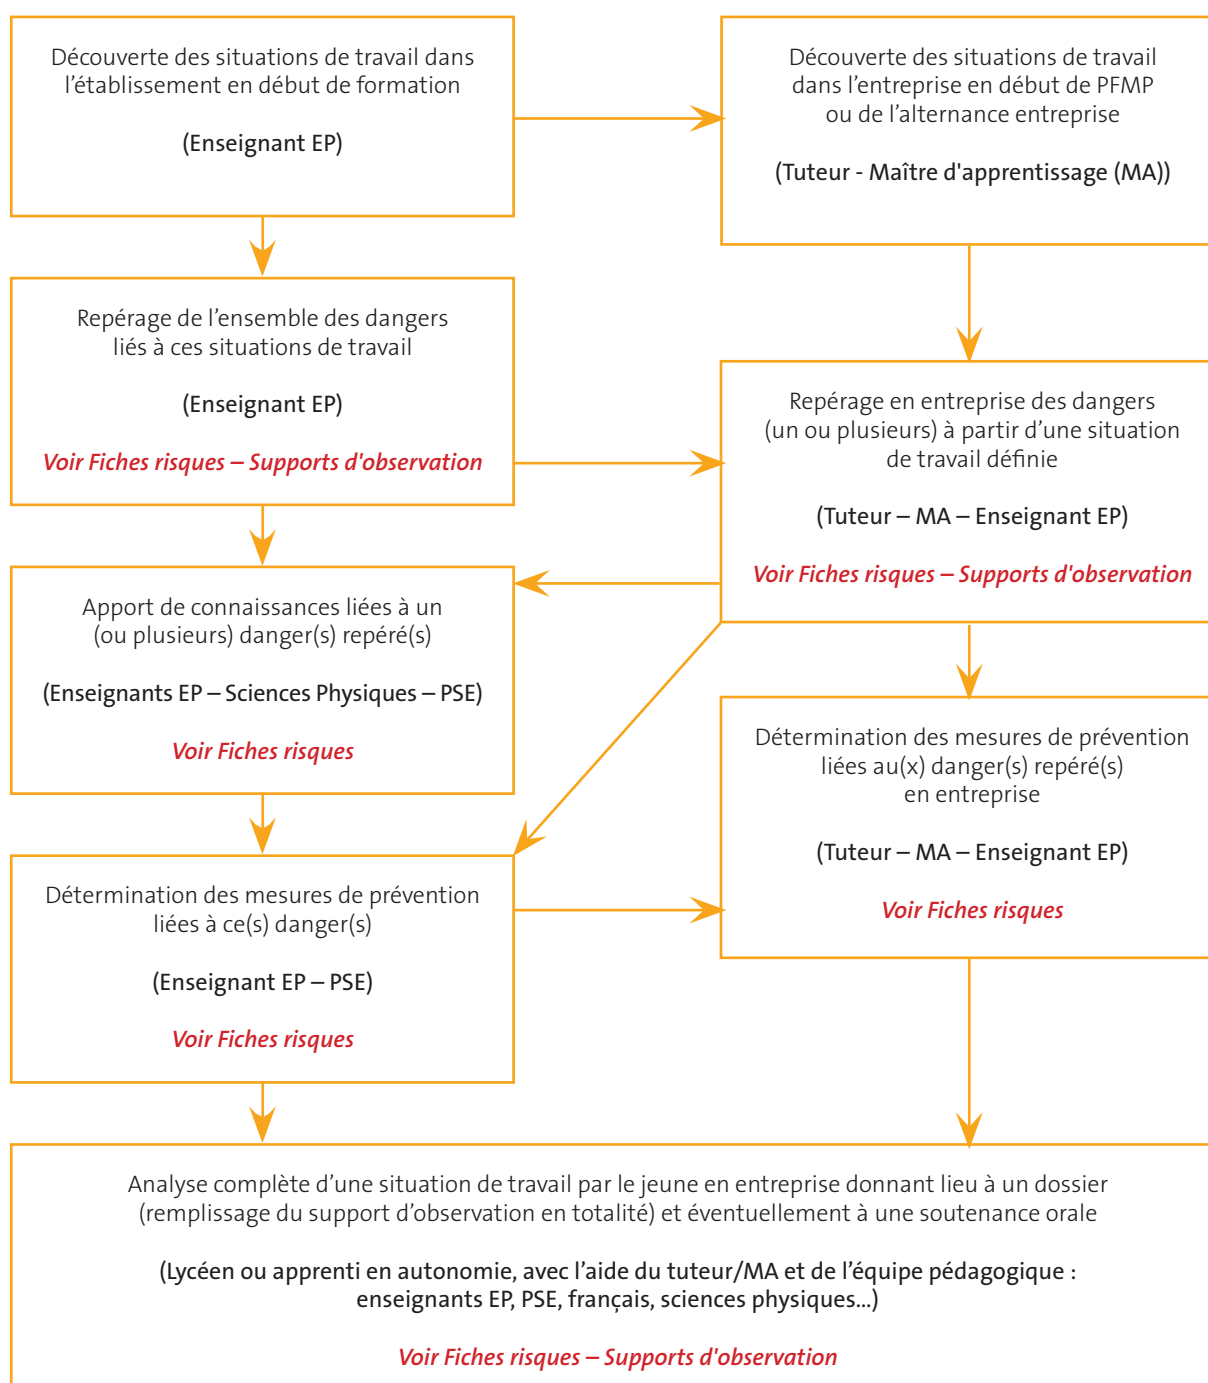 Découverte des situations de travail dans
l’établissement en début de formation
(Enseignant EP)
Découverte des situations de travail
dans l’entreprise en début de PFMP
ou de l’alternance entreprise
(Tuteur - Maître d'apprentissage (MA))
Repérage de l’ensemble des dangers
liés à ces situations de travail
(Enseignant EP)
Voir Fiches risques – Supports d'observation
Repérage en entreprise des dangers
(un ou plusieurs) à partir d’une situation
de travail définie
(Tuteur – MA – Enseignant EP)
Voir Fiches risques – Supports d'observation
Apport de connaissances liées à un
(ou plusieurs) danger(s) repéré(s)
(Enseignants EP – Sciences Physiques – PSE)
Voir Fiches risques
Détermination des mesures de prévention
liées au(x) danger(s) repéré(s)
en entreprise
(Tuteur – MA – Enseignant EP)
Voir Fiches risques
Détermination des mesures de prévention
liées à ce(s) danger(s)
(Enseignant EP – PSE)
Voir Fiches risques
Analyse complète d’une situation de travail par le jeune en entreprise donnant lieu à un dossier
(remplissage du support d’observation en totalité) et éventuellement à une soutenance orale
(Lycéen ou apprenti en autonomie, avec l’aide du tuteur/MA et de l’équipe pédagogique :
enseignants EP, PSE, français, sciences physiques...)
Voir Fiches risques – Supports d'observation